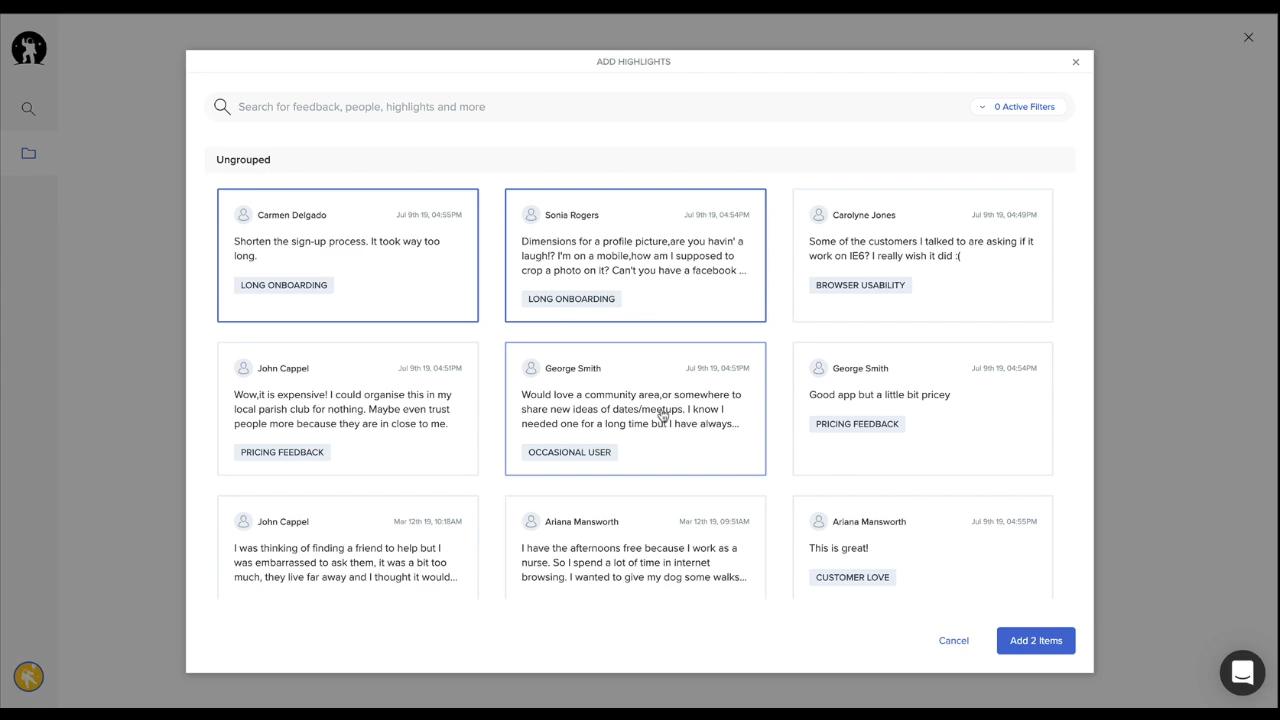 ADD HIGHLIGHTS
Search for feedback, people, highlights and more
0 Active Filters
Ungrouped
Carmen Delgado
Jul 9th 19, 04:55PM
Shorten the sign-up process. It took way too
long.
LONG ONBOARDING
Sonia Rogers
Jul 9th 19, 04:54PM
Dimensions for a profile picture,are you havin' a
laugh!? I'm on a mobile,how am I supposed to
crop a photo on it? Can't you have a facebook ...
LONG ONBOARDING
Carolyne Jones
Jul 9th 19, 04:49PM
Some of the customers I talked to are asking if it
work on IE6? I really wish it did :(
BROWSER USABILITY
John Cappel
Jul 9th 19, 04:51PM
Wow,it is expensive! I could organise this in my
local parish club for nothing. Maybe even trust
people more because they are in close to me.
PRICING FEEDBACK
George Smith
Jul 9th 19, 04:51PM
Would love a community area,or somewhere to
share new ideas of dates/meetups. I know I
needed one for a long time but I have always...
OCCASIONAL USER
George Smith
Jul 9th 19, 04:54PM
Good app but a little bit pricey
PRICING FEEDBACK
John Cappel
Mar 12th 19, 10:18AM
I was thinking of finding a friend to help but I
was embarrassed to ask them, it was a bit too
much, they live far away and I thought it would...
Ariana Mansworth
Mar 12th 19, 09:51AM
I have the afternoons free because I work as a
nurse. So I spend a lot of time in internet
browsing. I wanted to give my dog some walks...
Ariana Mansworth
Jul 9th 19, 04:55PM
This is great!
CUSTOMER LOVE
Cancel
Add 2 Items